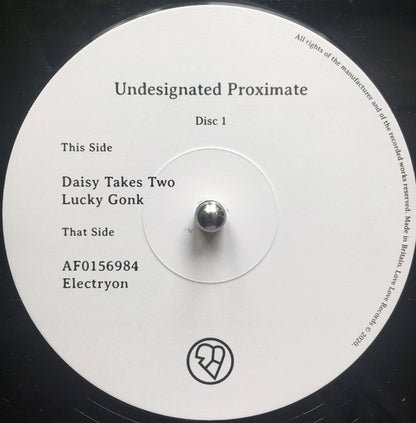 Undesignated Proximate
Disc 1
This Side
Daisy Takes Two
Lucky Gonk
That Side
AF0156984
Electryon
All rights of the manufacturer and of the recorded works reserved. Made in Britain. Love Love Records © 2020.